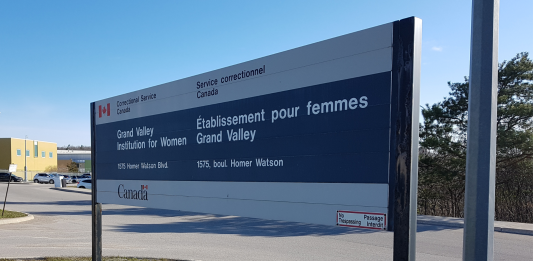 Correctional Service
Canada
Service correctionnel
Canada
Grand Valley
Institution for Women
1575 Homer Watson Blvd.
Établissement pour femmes
Grand Valley
1575, boul. Homer Watson
Canada
No
Trespassing
Passage
interdit